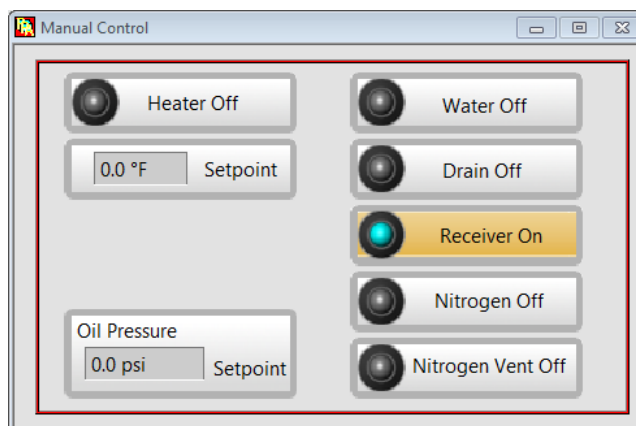 Manual Control
Heater Off
0.0 °F Setpoint
Oil Pressure
0.0 psi Setpoint
Water Off
Drain Off
Receiver On
Nitrogen Off
Nitrogen Vent Off